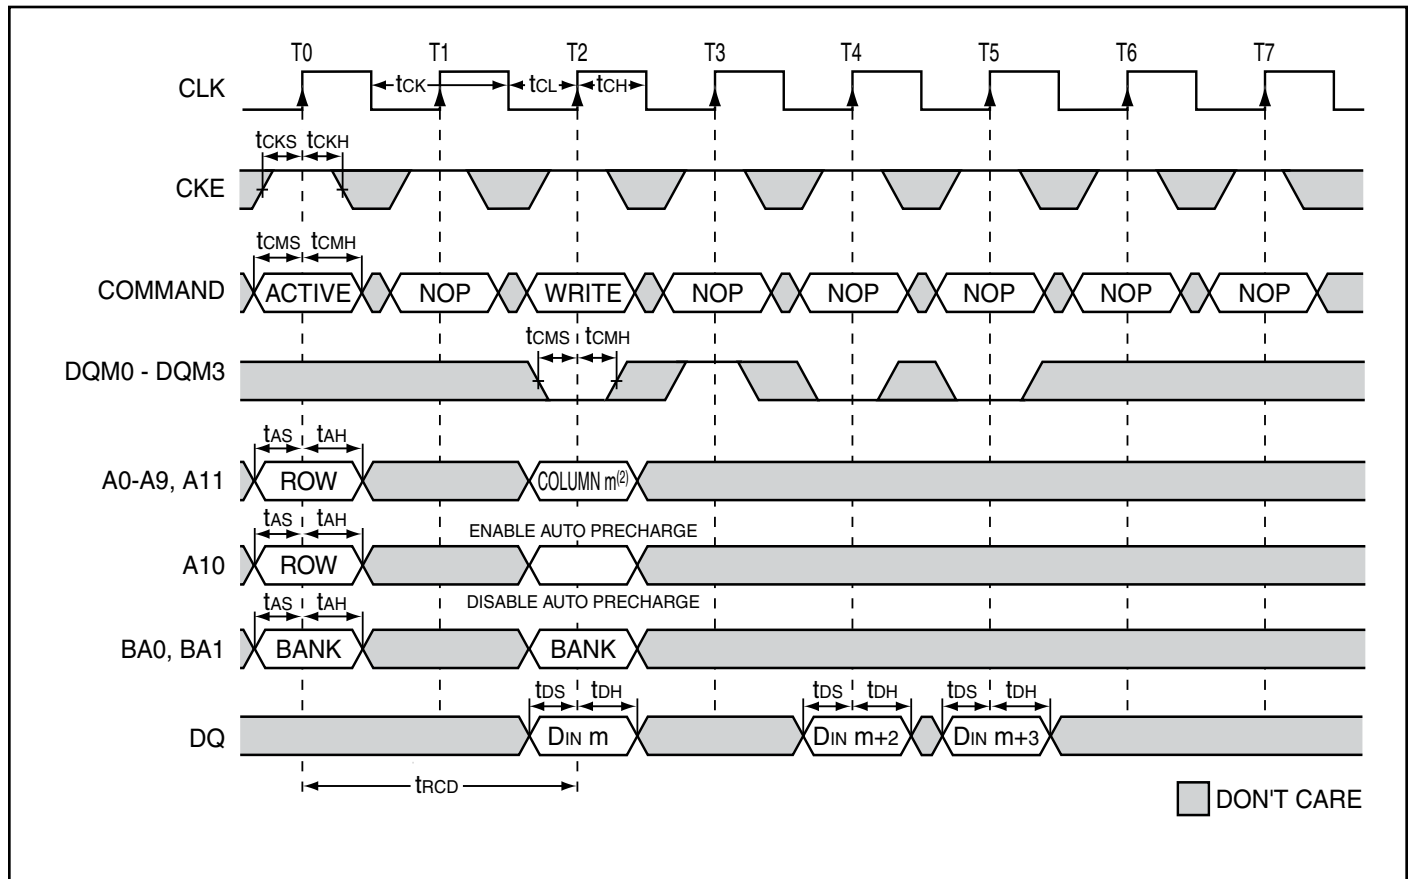 T0 T1 T2 T3 T4 T5 T6 T7
CLK
tCK tCL tCH
tCKS tCKH
CKE
tCMS tCMH
COMMAND ACTIVE NOP WRITE NOP NOP NOP NOP NOP
tCMS tCMH
DQM0 - DQM3
tAS tAH
A0-A9, A11 ROW COLUMN m(2)
tAS tAH ENABLE AUTO PRECHARGE
A10 ROW
tAS tAH DISABLE AUTO PRECHARGE
BA0, BA1 BANK BANK
tDS tDH tDS tDH tDS tDH
DQ DIN m DIN m+2 DIN m+3
tRCD
DON'T CARE